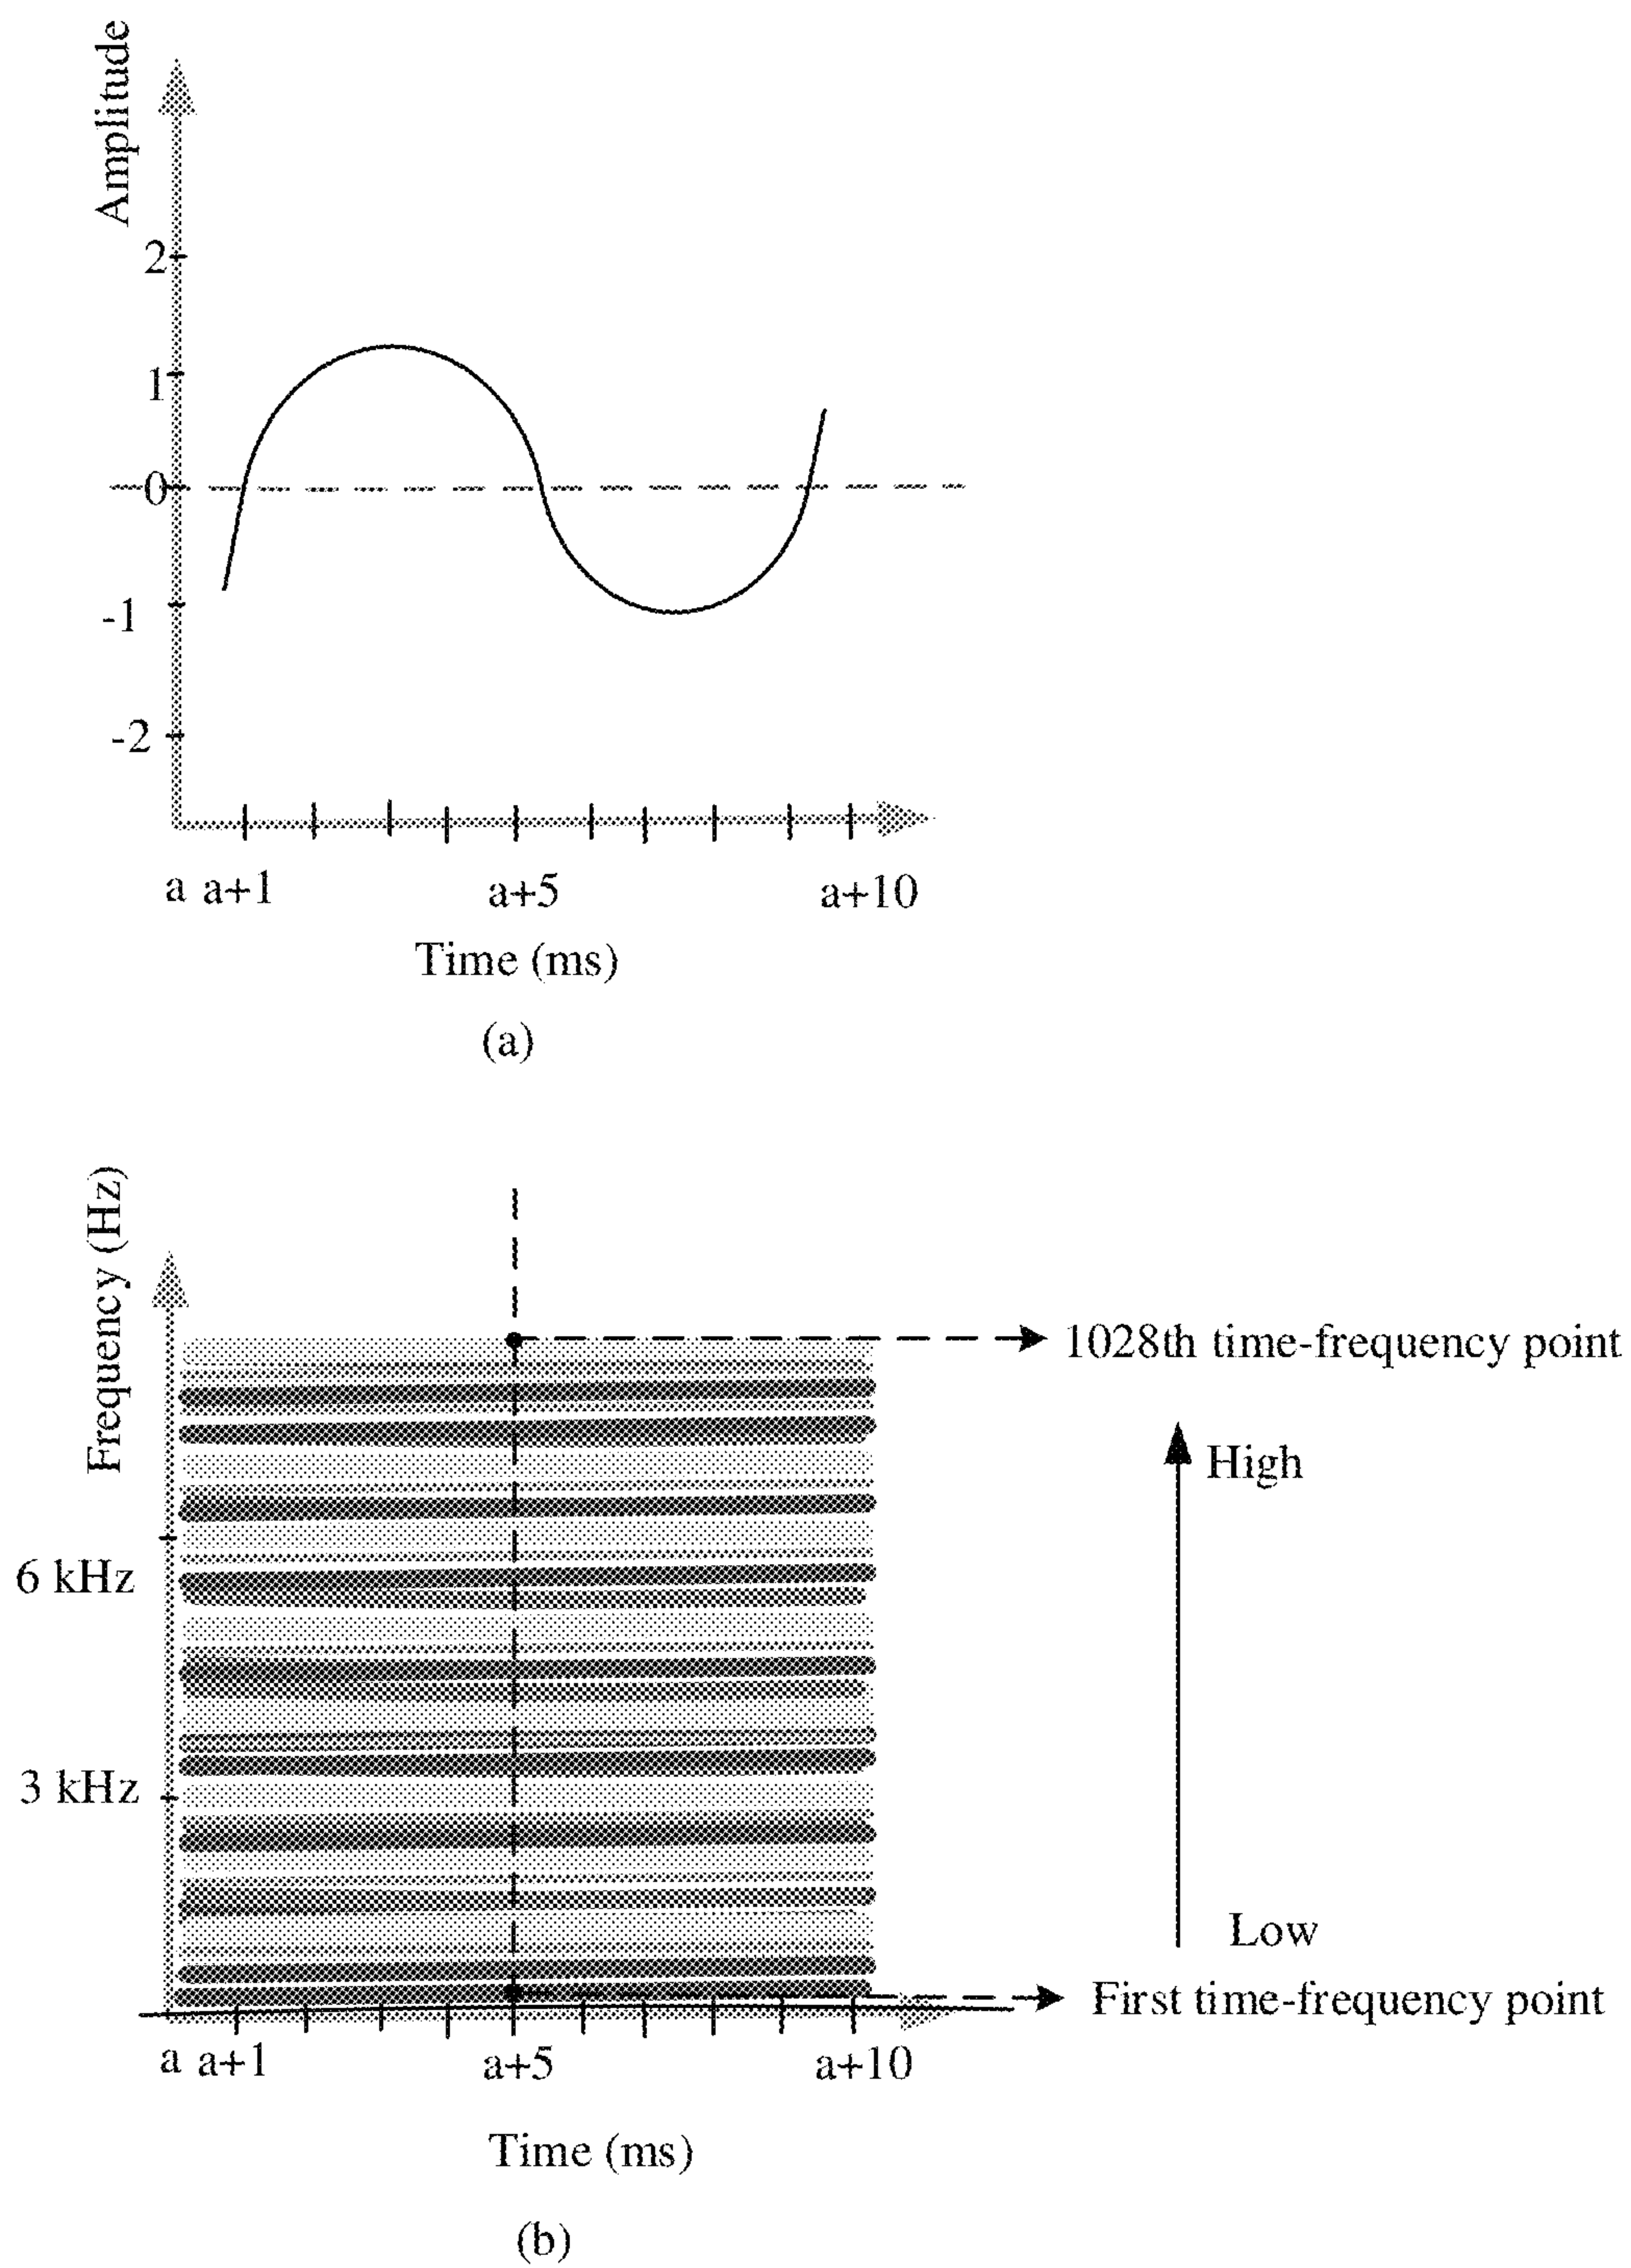 Amplitude
2
1
0
-1
-2
a a+1 a+5 a+10
Time (ms)
(a)
Frequency (Hz)
1028th time-frequency point
High
6 kHz
3 kHz
Low
First time-frequency point
a a+1 a+5 a+10
Time (ms)
(b)